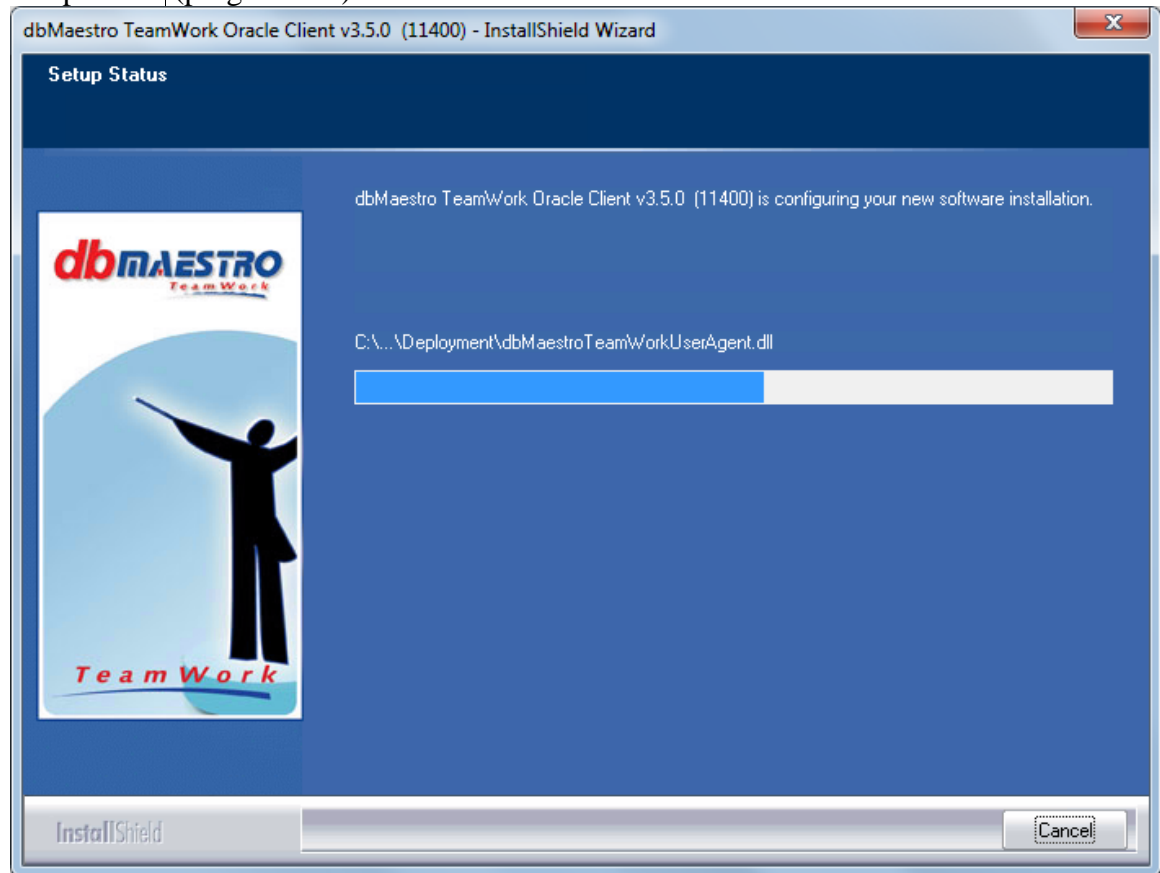 dbMaestro TeamWork Oracle Client v3.5.0 (11400) - InstallShield Wizard
Setup Status
dbMaestro TeamWork Oracle Client v3.5.0 (11400) is configuring your new software installation.
dbMAESTRO
TeamWork
C:\...\Deployment\dbMaestroTeamWorkUserAgent.dll
TeamWork
InstallShield
Cancel